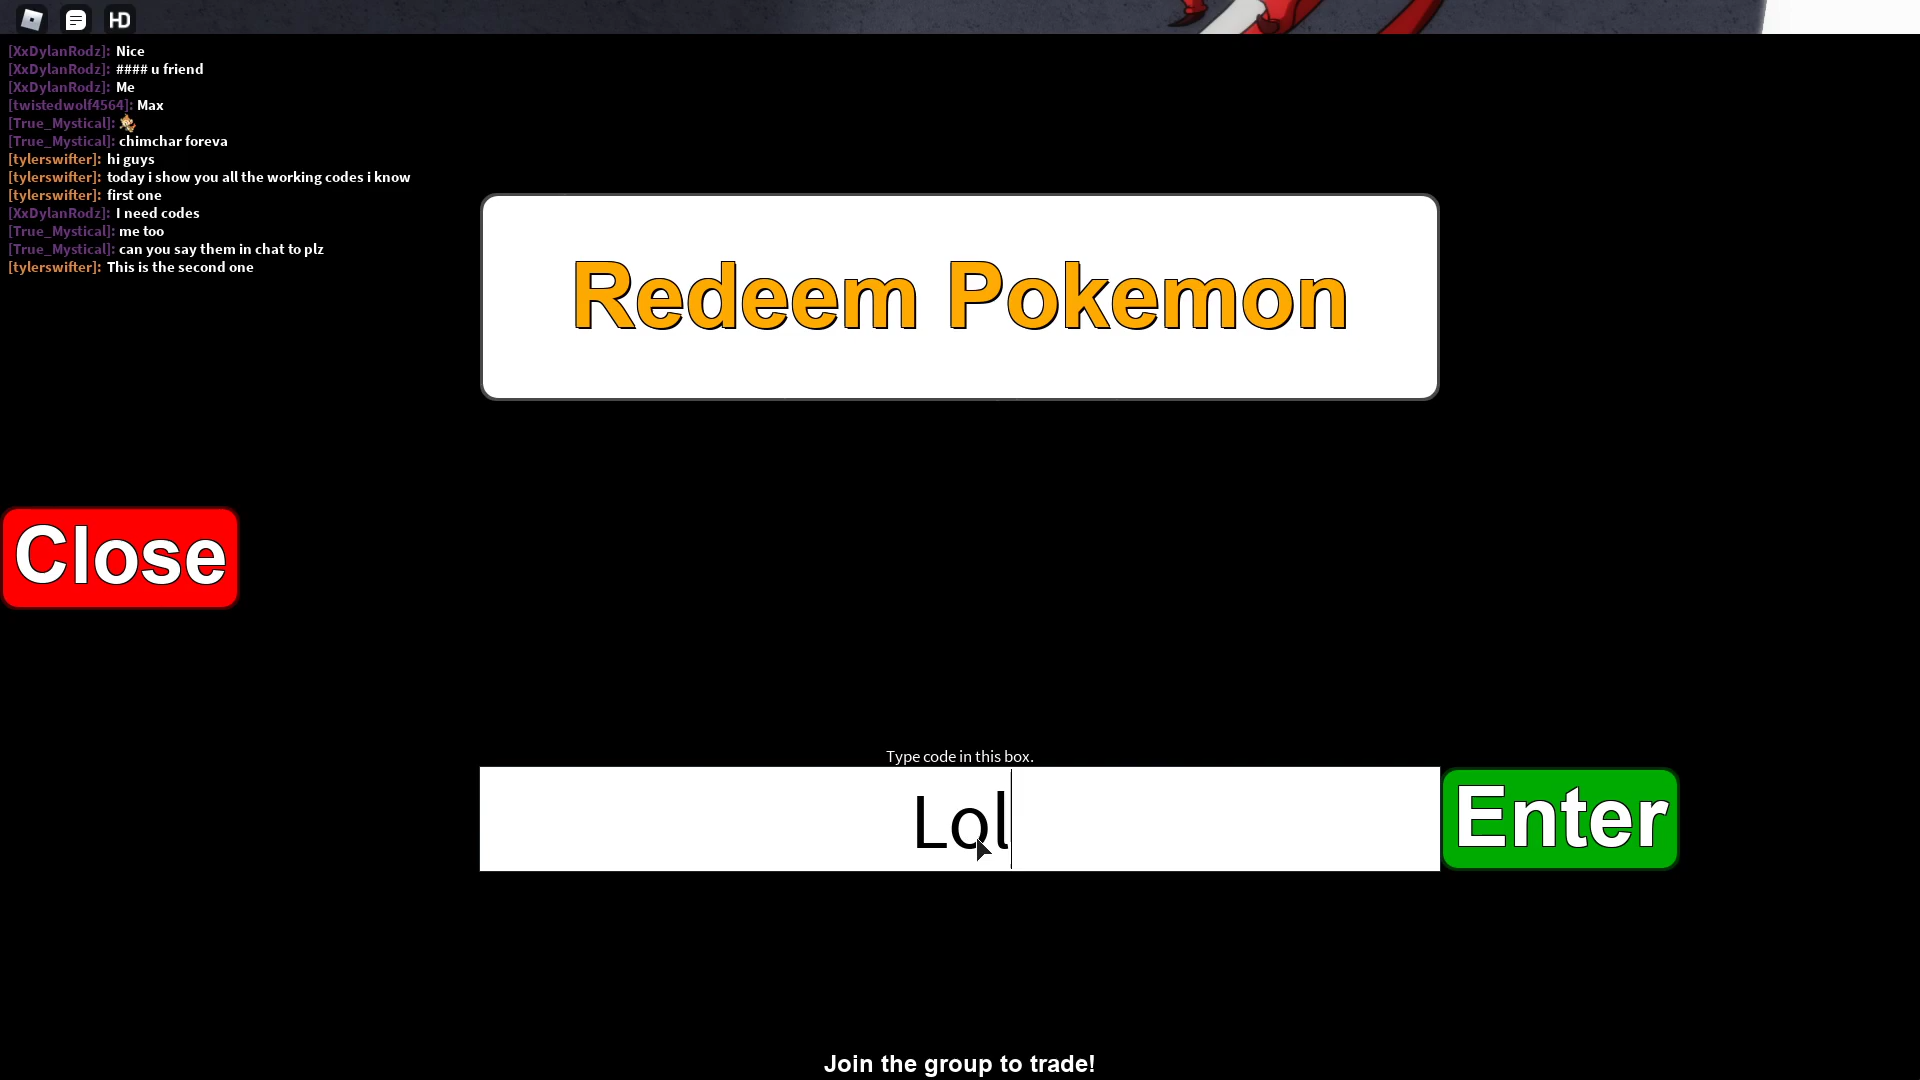 HD
[XxDylanRodz]: Nice
[XxDylanRodz]: #### u friend
[XxDylanRodz]: Me
[twistedwolf4564]: Max
[True_Mystical]:
[True_Mystical]: chimchar foreva
[tylerswifter]: hi guys
[tylerswifter]: today i show you all the working codes i know
[tylerswifter]: first one
[XxDylanRodz]: I need codes
[True_Mystical]: me too
[True_Mystical]: can you say them in chat to plz
[tylerswifter]: This is the second one
Redeem Pokemon
Close
Type code in this box.
Lol
Enter
Join the group to trade!